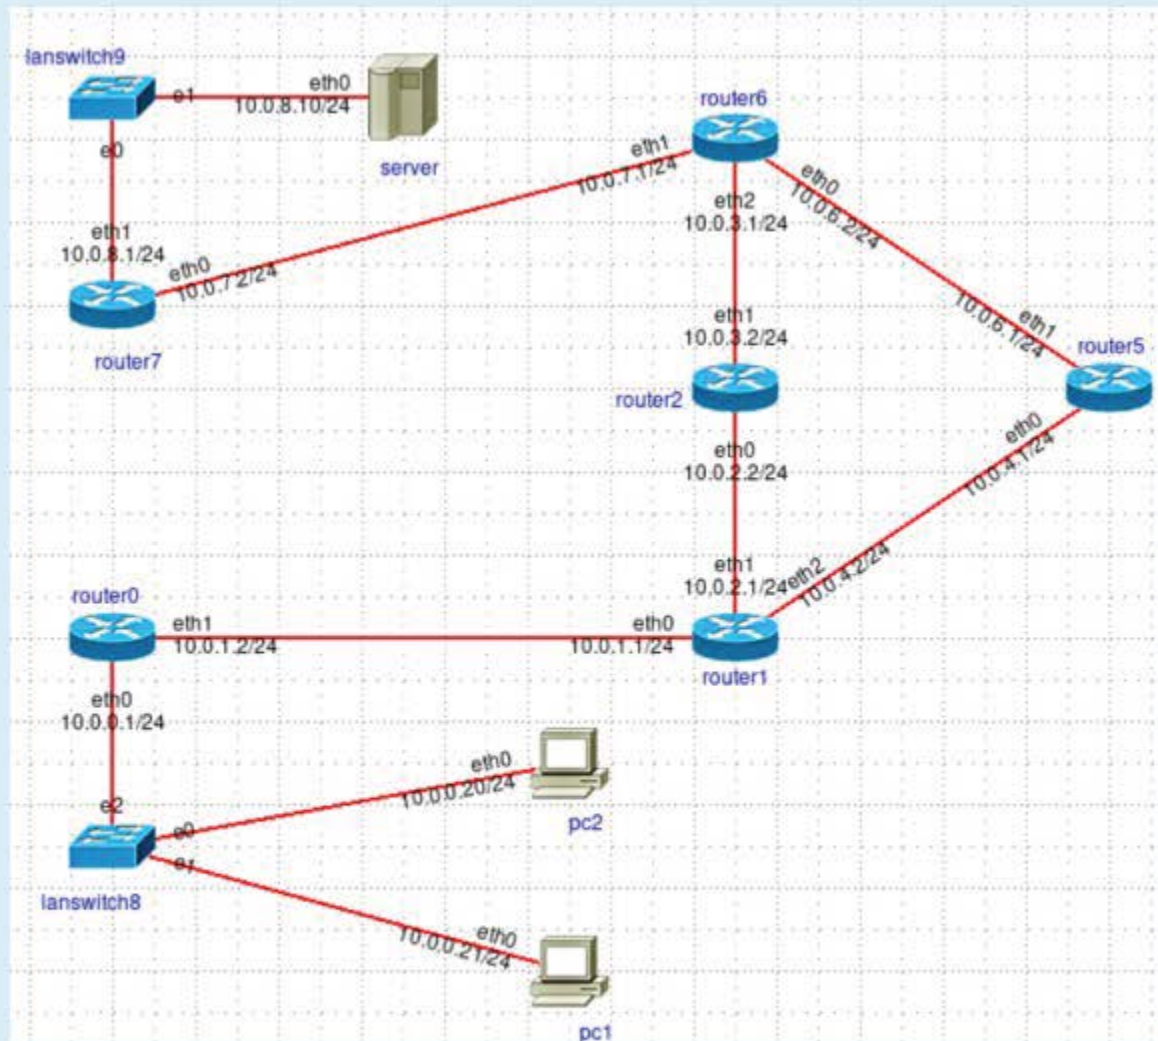 lanswitch9
e1
eth0
10.0.8.10/24
server
e0
eth1
10.0.8.1/24
eth0
10.0.7.2/24
router7
router6
eth1
10.0.7.1/24
eth2
10.0.3.1/24
eth0
10.0.6.2/24
eth1
10.0.3.2/24
router2
eth0
10.0.2.2/24
eth1
10.0.6.1/24
router5
eth0
10.0.4.1/24
eth1
10.0.2.1/24
eth2
10.0.4.2/24
router0
eth1
10.0.1.2/24
eth0
10.0.1.1/24
router1
eth0
10.0.0.1/24
e2
e0
e1
lanswitch8
eth0
10.0.0.20/24
pc2
eth0
10.0.0.21/24
pc1